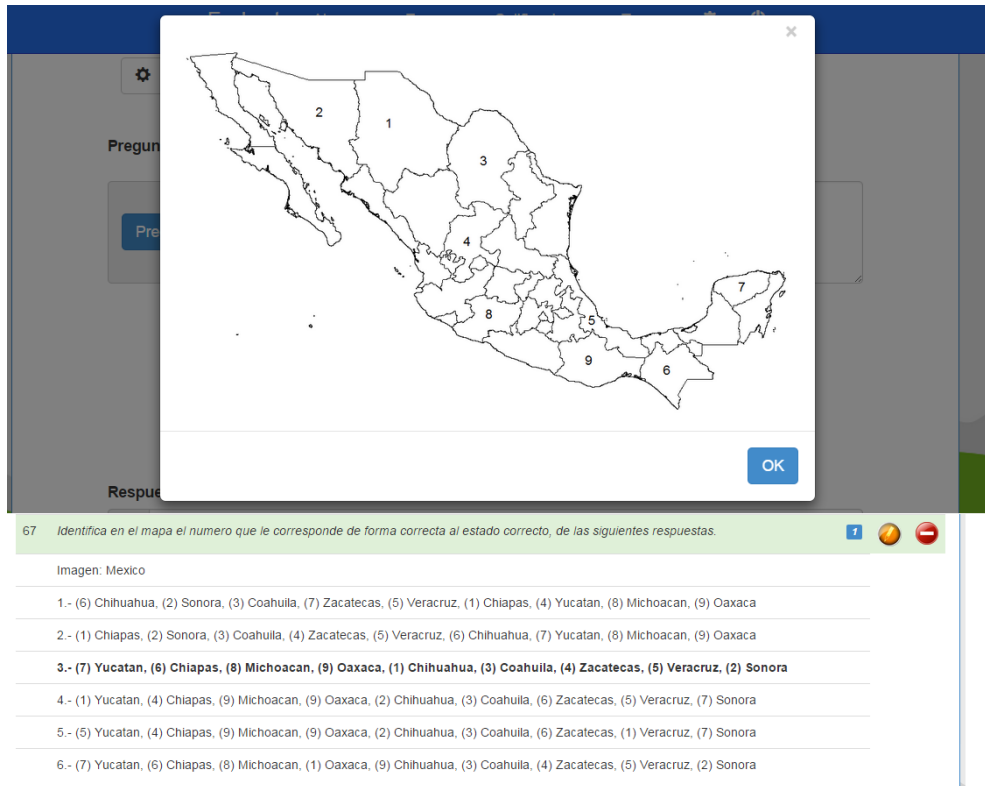 ×
Pregun
Pre
2
1
3
4
7
8
5
9
6
OK
Respue
67 Identifica en el mapa el numero que le corresponde de forma correcta al estado correcto, de las siguientes respuestas. 1
Imagen: Mexico
1.- (6) Chihuahua, (2) Sonora, (3) Coahuila, (7) Zacatecas, (5) Veracruz, (1) Chiapas, (4) Yucatan, (8) Michoacan, (9) Oaxaca
2.- (1) Chiapas, (2) Sonora, (3) Coahuila, (4) Zacatecas, (5) Veracruz, (6) Chihuahua, (7) Yucatan, (8) Michoacan, (9) Oaxaca
3.- (7) Yucatan, (6) Chiapas, (8) Michoacan, (9) Oaxaca, (1) Chihuahua, (3) Coahuila, (4) Zacatecas, (5) Veracruz, (2) Sonora
4.- (1) Yucatan, (4) Chiapas, (9) Michoacan, (9) Oaxaca, (2) Chihuahua, (3) Coahuila, (6) Zacatecas, (5) Veracruz, (7) Sonora
5.- (5) Yucatan, (4) Chiapas, (9) Michoacan, (9) Oaxaca, (2) Chihuahua, (3) Coahuila, (6) Zacatecas, (1) Veracruz, (7) Sonora
6.- (7) Yucatan, (6) Chiapas, (8) Michoacan, (1) Oaxaca, (9) Chihuahua, (3) Coahuila, (4) Zacatecas, (5) Veracruz, (2) Sonora